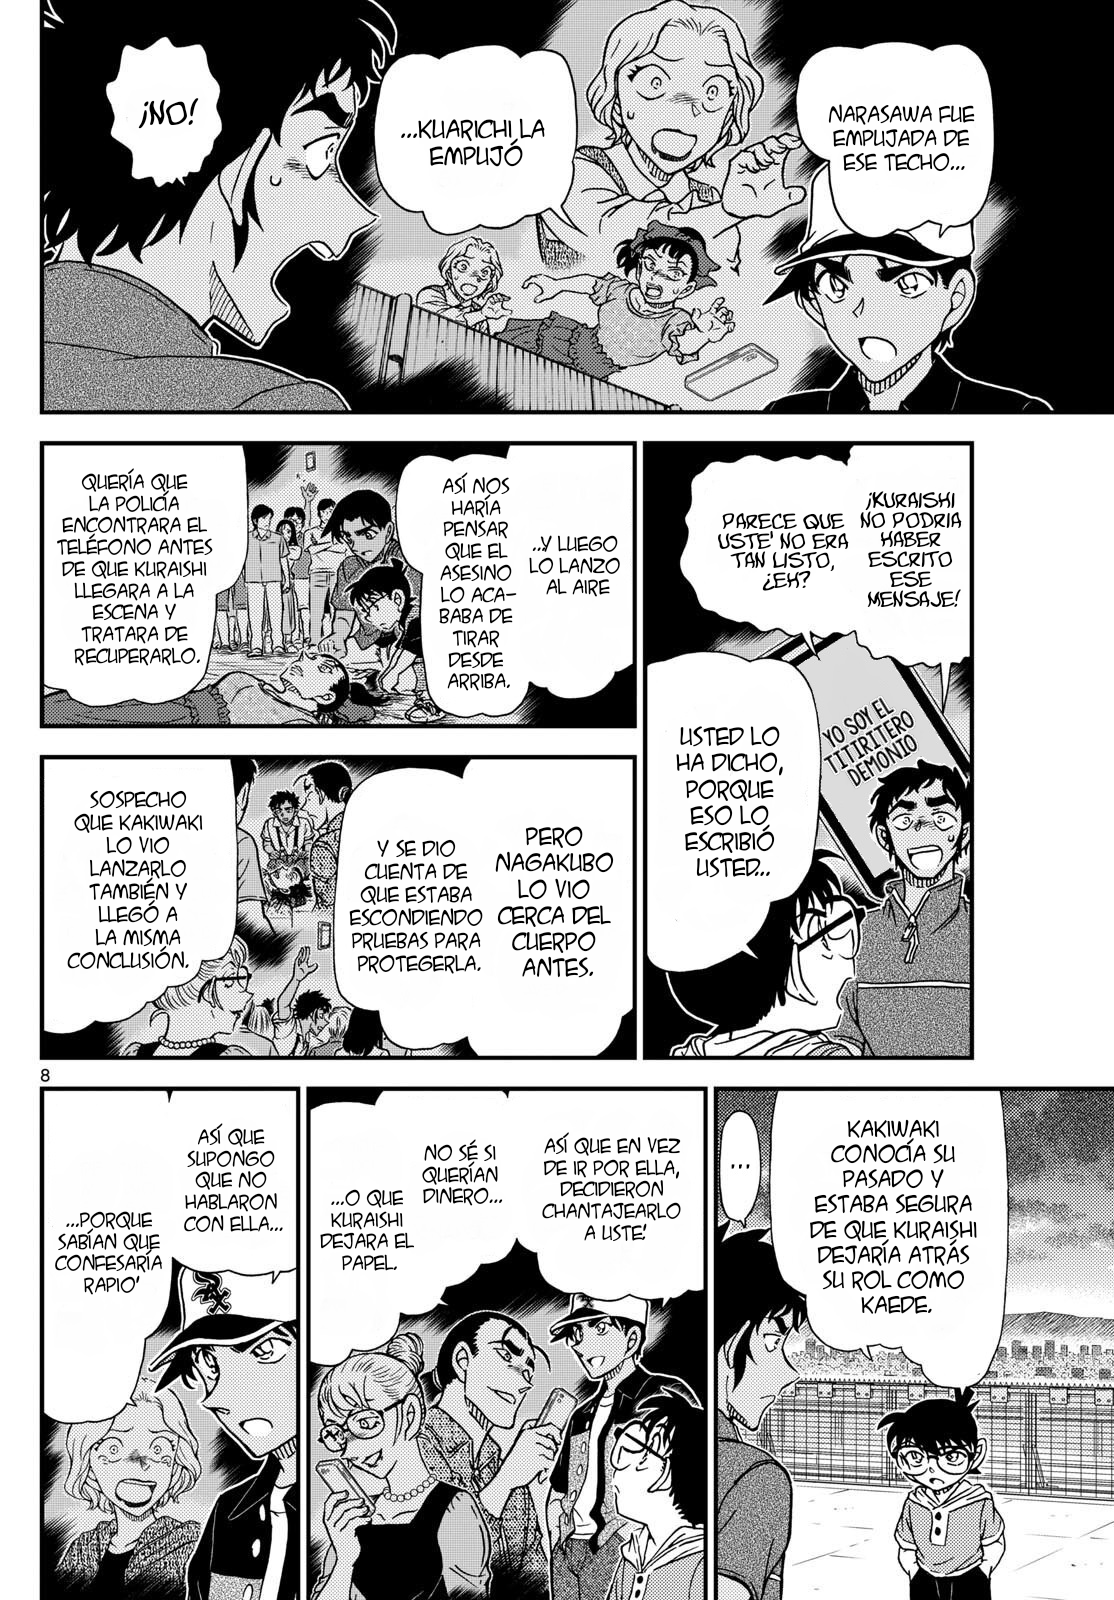 NARASAWA FUE
EMPUJADA DE
ESE TECHO...
...KUARICHI LA
EMPUJÓ
¡NO!
¡KURAISHI
NO PODRIA
HABER
ESCRITO
ESE
MENSAJE!
PARECE QUE
USTE' NO ERA
TAN LISTO,
¿EH?
YO SOY EL
TITIRITERO
DEMONIO
USTED LO
HA DICHO,
PORQUE
ESO LO
ESCRIBIÓ
USTED...
...Y LUEGO
LO LANZO
AL AIRE
ASÍ NOS
HARÍA
PENSAR
QUE EL
ASESINO
LO ACA-
BABA DE
TIRAR
DESDE
ARRIBA.
QUERÍA QUE
LA POLICÍA
ENCONTRARA EL
TELÉFONO ANTES
DE QUE KURAISHI
LLEGARA A LA
ESCENA Y
TRATARA DE
RECUPERARLO.
PERO
NAGAKUBO
LO VIO
CERCA DEL
CUERPO
ANTES.
Y SE DIO
CUENTA DE
QUE ESTABA
ESCONDIENDO
PRUEBAS PARA
PROTEGERLA.
SOSPECHO
QUE KAKIWAKI
LO VIO
LANZARLO
TAMBIÉN Y
LLEGÓ A
LA MISMA
CONCLUSIÓN.
8
KAKIWAKI
CONOCÍA SU
PASADO Y
ESTABA SEGURA
DE QUE KURAISHI
DEJARÍA ATRÁS
SU ROL COMO
KAEDE.
...
ASÍ QUE EN VEZ
DE IR POR ELLA,
DECIDIERON
CHANTAJEARLO
A USTE'
NO SÉ SI
QUERÍAN
DINERO...
...O QUE
KURAISHI
DEJARA EL
PAPEL.
ASÍ QUE
SUPONGO
QUE NO
HABLARON
CON ELLA...
...PORQUE
SABÍAN QUE
CONFESARÍA
RAPIO'
SOX